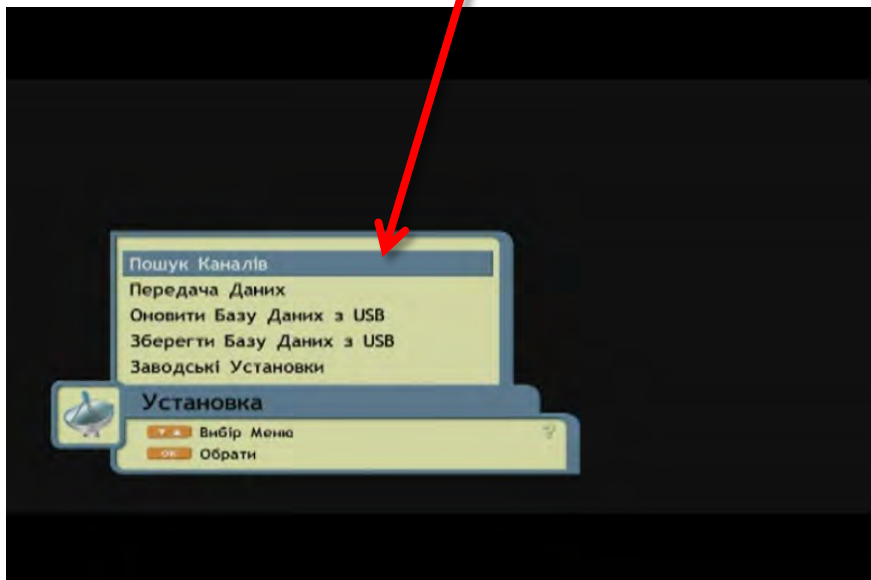 Пошук Каналів
Передача Даних
Оновити Базу Даних з USB
Зберегти Базу Даних з USB
Заводські Установки
Установка
Вибір Меню
?
OK Обрати